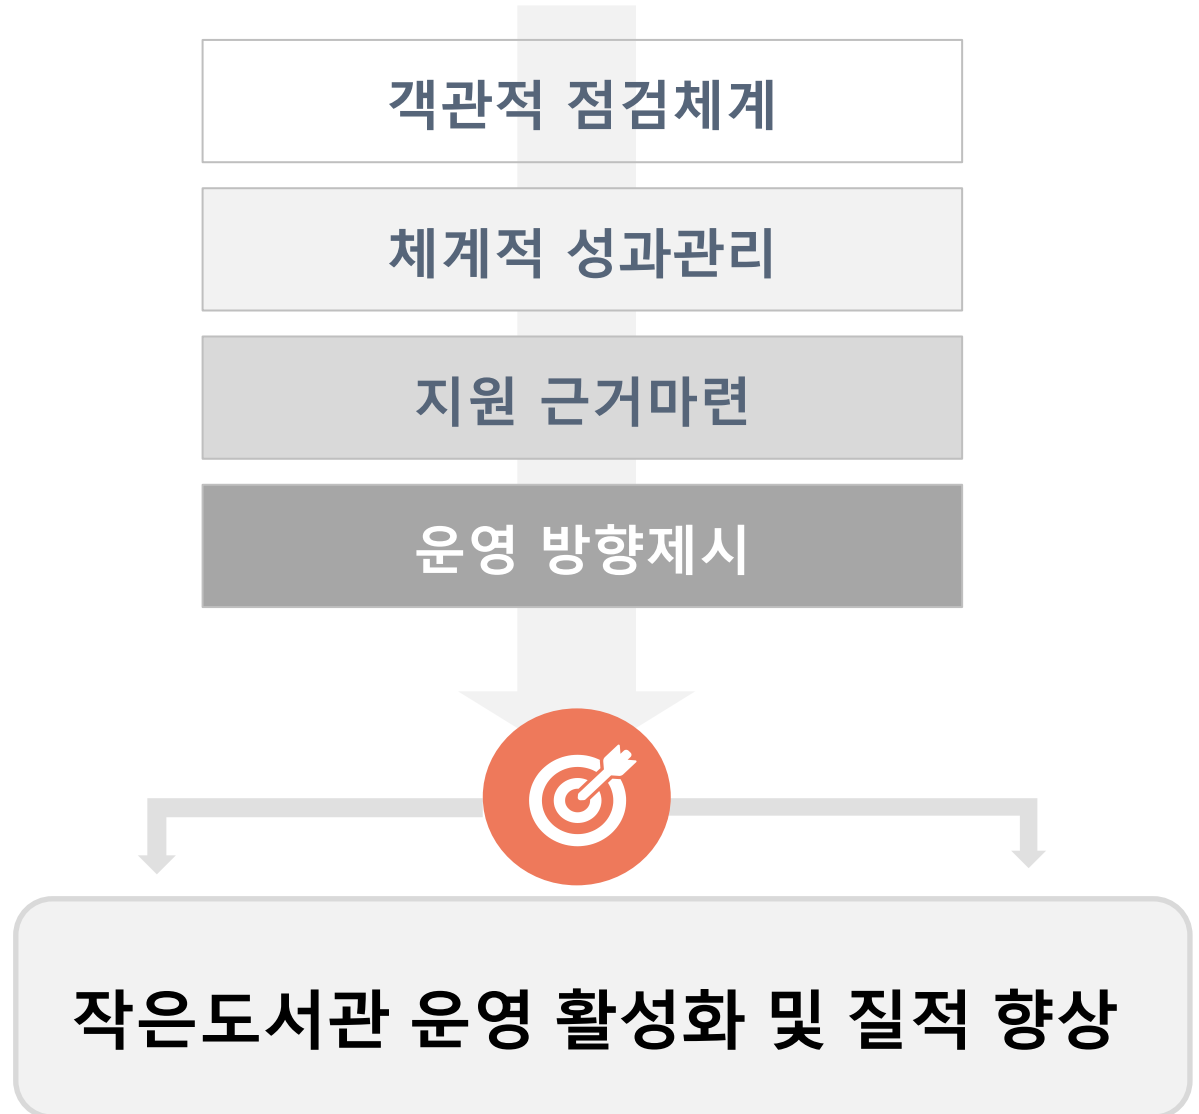 객관적 점검체계
체계적 성과관리
지원 근거마련
운영 방향제시
작은도서관 운영 활성화 및 질적 향상